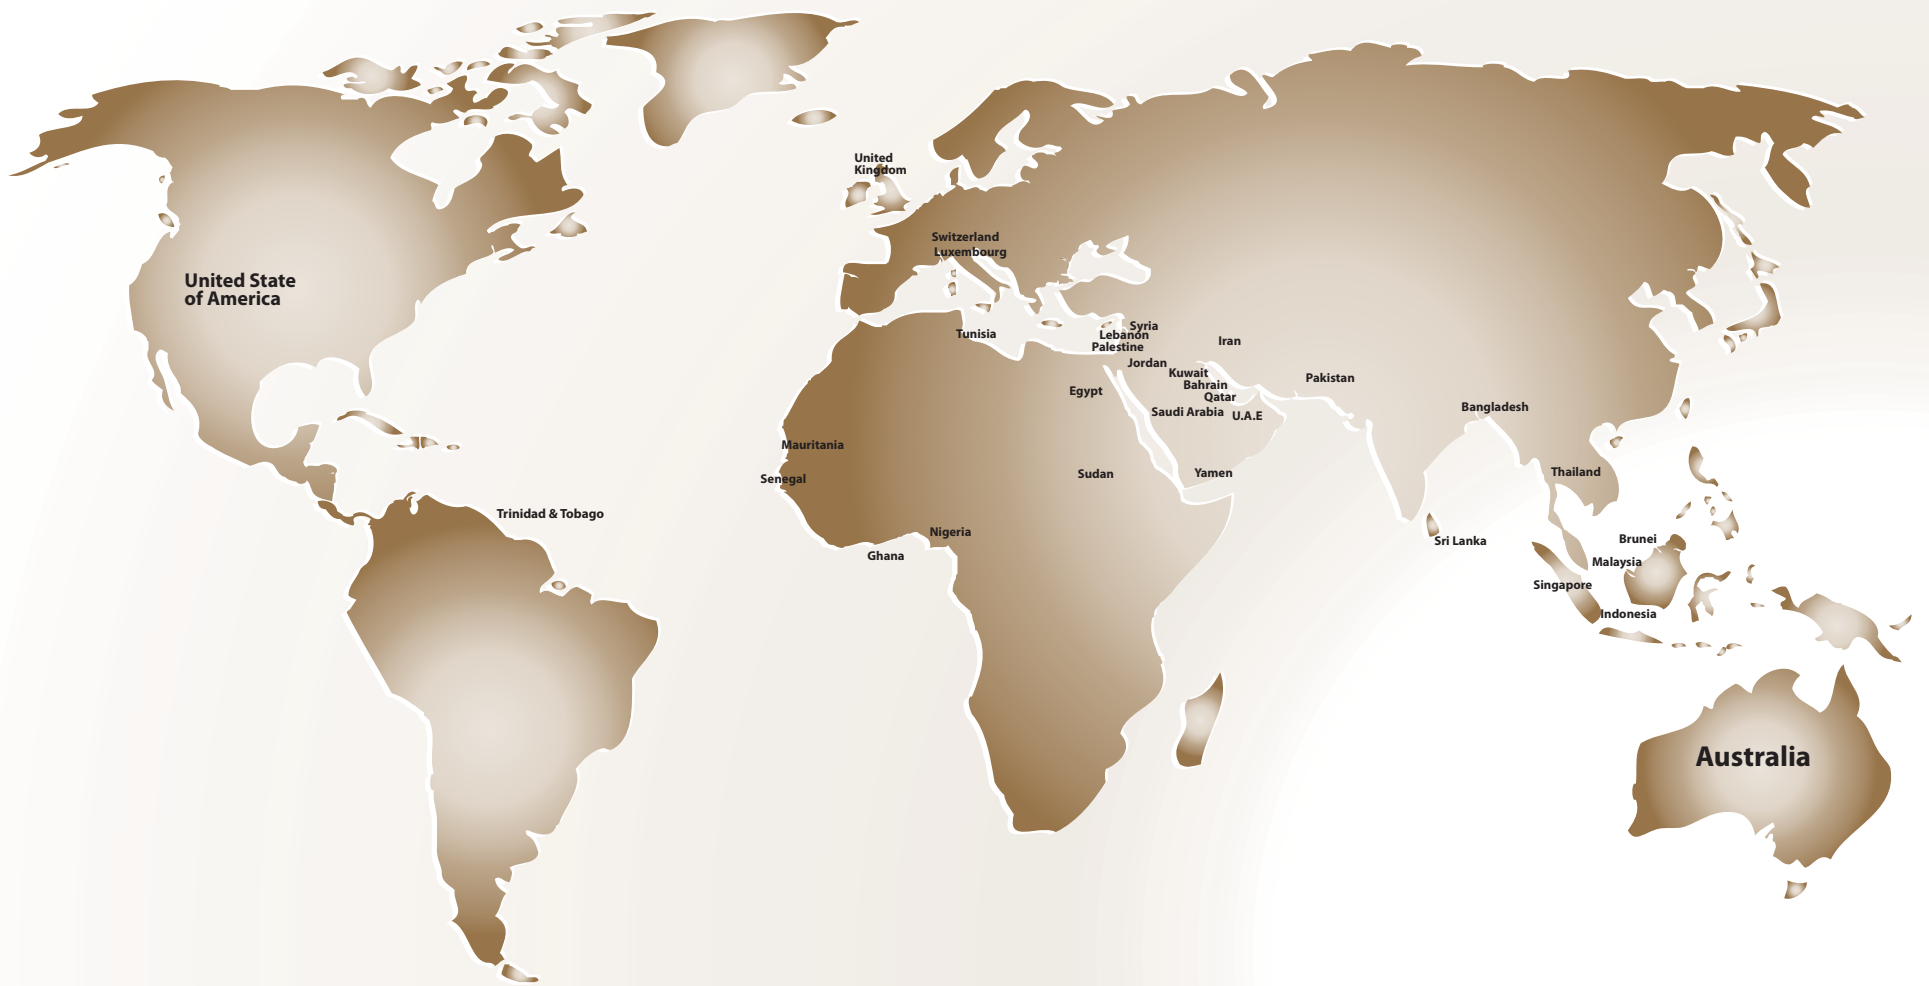 United
Kingdom
Switzerland
Luxembourg
United State
of America
Tunisia
Syria
Lebanon
Palestine
Iran
Jordan
Kuwait
Bahrain
Qatar
Pakistan
Egypt
Saudi Arabia
U.A.E
Bangladesh
Mauritania
Senegal
Sudan
Yamen
Thailand
Trinidad & Tobago
Nigeria
Ghana
Sri Lanka
Brunei
Malaysia
Singapore
Indonesia
Australia